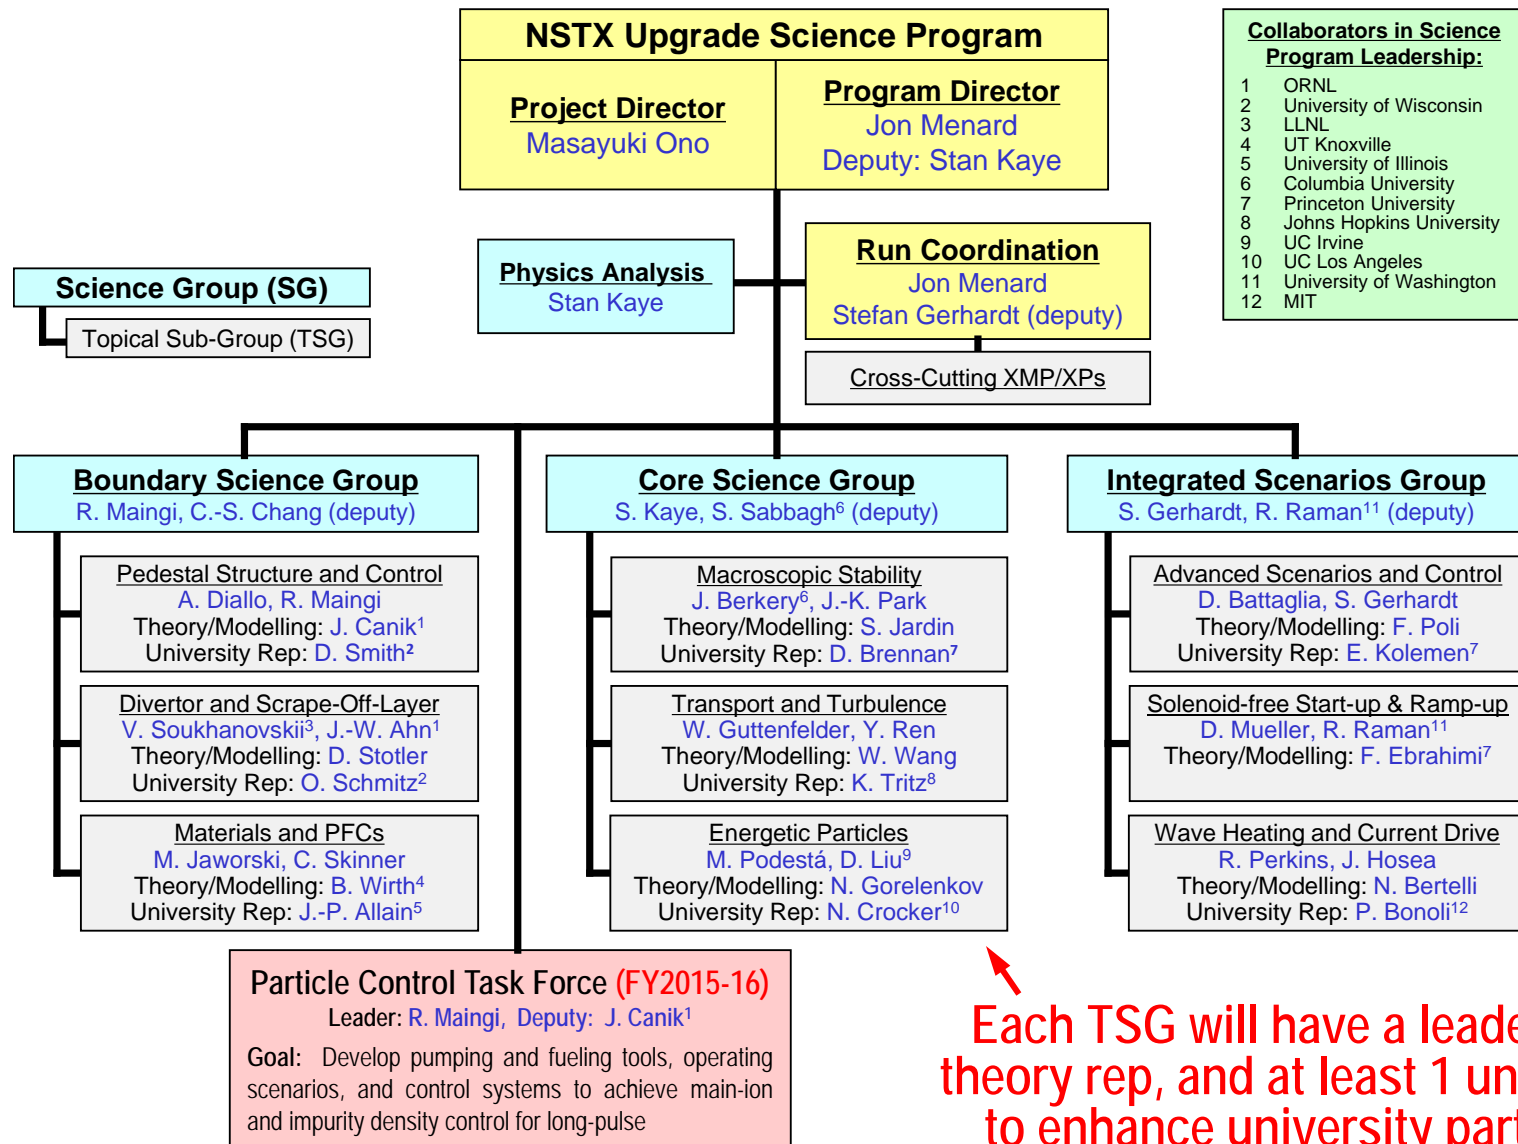 NSTX Upgrade Science Program
Project Director
Masayuki Ono
Program Director
Jon Menard
Deputy: Stan Kaye
Collaborators in Science
Program Leadership:
1 ORNL
2 University of Wisconsin
3 LLNL
4 UT Knoxville
5 University of Illinois
6 Columbia University
7 Princeton University
8 Johns Hopkins University
9 UC Irvine
10 UC Los Angeles
11 University of Washington
12 MIT
Science Group (SG)
Topical Sub-Group (TSG)
Physics Analysis
Stan Kaye
Run Coordination
Jon Menard
Stefan Gerhardt (deputy)
Cross-Cutting XMP/XPs
Boundary Science Group
R. Maingi, C.-S. Chang (deputy)
Pedestal Structure and Control
A. Diallo, R. Maingi
Theory/Modelling: J. Canik¹
University Rep: D. Smith²
Divertor and Scrape-Off-Layer
V. Soukhanovskii³, J.-W. Ahn¹
Theory/Modelling: D. Stotler
University Rep: O. Schmitz²
Materials and PFCs
M. Jaworski, C. Skinner
Theory/Modelling: B. Wirth⁴
University Rep: J.-P. Allain⁵
Core Science Group
S. Kaye, S. Sabbagh⁶ (deputy)
Macroscopic Stability
J. Berkery⁶, J.-K. Park
Theory/Modelling: S. Jardin
University Rep: D. Brennan⁷
Transport and Turbulence
W. Guttenfelder, Y. Ren
Theory/Modelling: W. Wang
University Rep: K. Tritz⁸
Energetic Particles
M. Podestá, D. Liu⁹
Theory/Modelling: N. Gorelenkov
University Rep: N. Crocker¹⁰
Integrated Scenarios Group
S. Gerhardt, R. Raman¹¹ (deputy)
Advanced Scenarios and Control
D. Battaglia, S. Gerhardt
Theory/Modelling: F. Poli
University Rep: E. Kolemen⁷
Solenoid-free Start-up & Ramp-up
D. Mueller, R. Raman¹¹
Theory/Modelling: F. Ebrahimi⁷
Wave Heating and Current Drive
R. Perkins, J. Hosea
Theory/Modelling: N. Bertelli
University Rep: P. Bonoli¹²
Particle Control Task Force (FY2015-16)
Leader: R. Maingi, Deputy: J. Canik¹
Goal: Develop pumping and fueling tools, operating
scenarios, and control systems to achieve main-ion
and impurity density control for long-pulse
Each TSG will have a leade
theory rep, and at least 1 un
to enhance university part